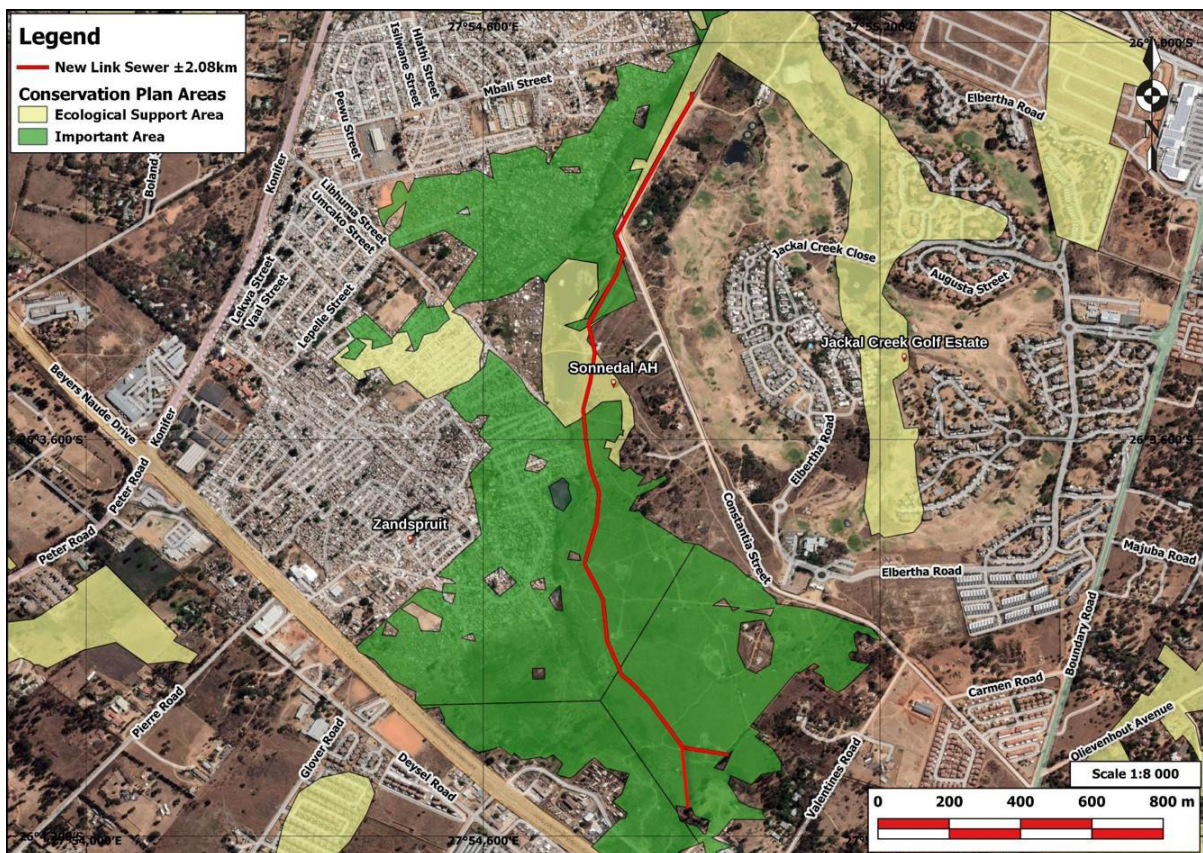 Legend
New Link Sewer ±2.08km
Conservation Plan Areas
Ecological Support Area
Important Area
27°54,600'E
27°55,200'E
Hlathi Street
Isilwane Street
Mbali Street
Pewu Street
Elbertha Road
Konifer
Libhuma Street
Umcako Street
Lekwa Street
Vaal Street
Lepelle Street
Jackal Creek Close
Augusta Street
Jackal Creek Golf Estate
Sonnedal AH
Beyers Naude Drive
Konifer
Peter Road
Peter Road
26°3,600'S
26°3,600'S
Elbertha Road
Zandspruit
Constantia Street
Elbertha Road
Majuba Road
Boundary Road
Carmen Road
Pierre Road
Glover Road
Deysel Road
Valentines Road
Olievenhout Avenue
Scale 1:8 000
0 200 400 600 800 m
27°54,000'E
27°54,600'E